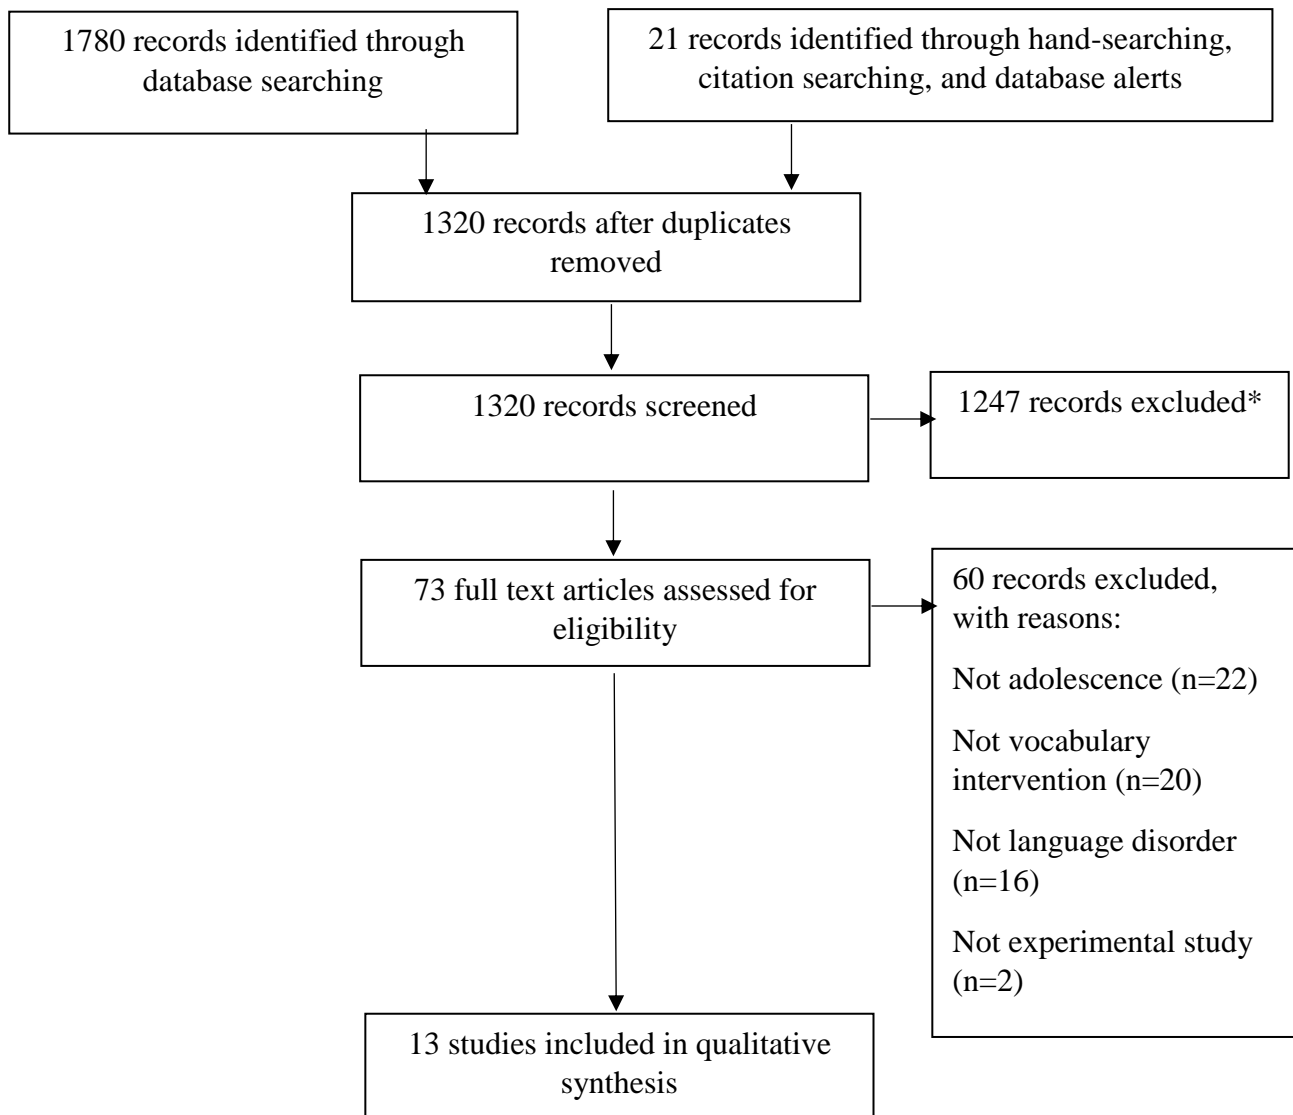 1780 records identified through
database searching
21 records identified through hand-searching,
citation searching, and database alerts
1320 records after duplicates
removed
1320 records screened
1247 records excluded*
73 full text articles assessed for
eligibility
60 records excluded,
with reasons:
Not adolescence (n=22)
Not vocabulary
intervention (n=20)
Not language disorder
(n=16)
Not experimental study
(n=2)
13 studies included in qualitative
synthesis